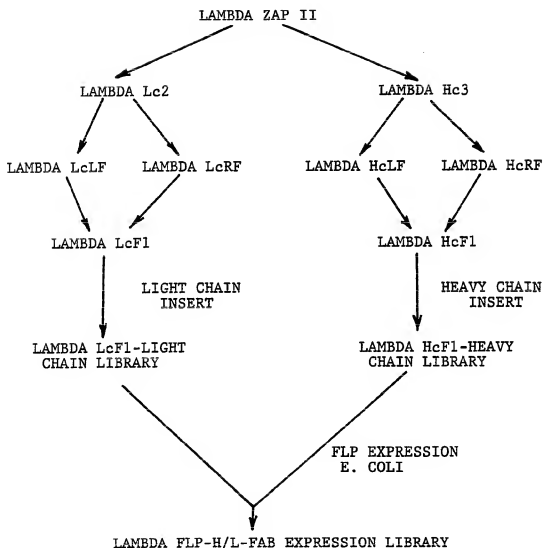 LAMBDA ZAP II
LAMBDA Lc2
LAMBDA Hc3
LAMBDA LcLF
LAMBDA LcRF
LAMBDA HcLF
LAMBDA HcRF
LAMBDA LcF1
LAMBDA HcF1
LIGHT CHAIN
INSERT
HEAVY CHAIN
INSERT
LAMBDA LcF1-LIGHT
CHAIN LIBRARY
LAMBDA HcF1-HEAVY
CHAIN LIBRARY
FLP EXPRESSION
E. COLI
LAMBDA FLP-H/L-FAB EXPRESSION LIBRARY